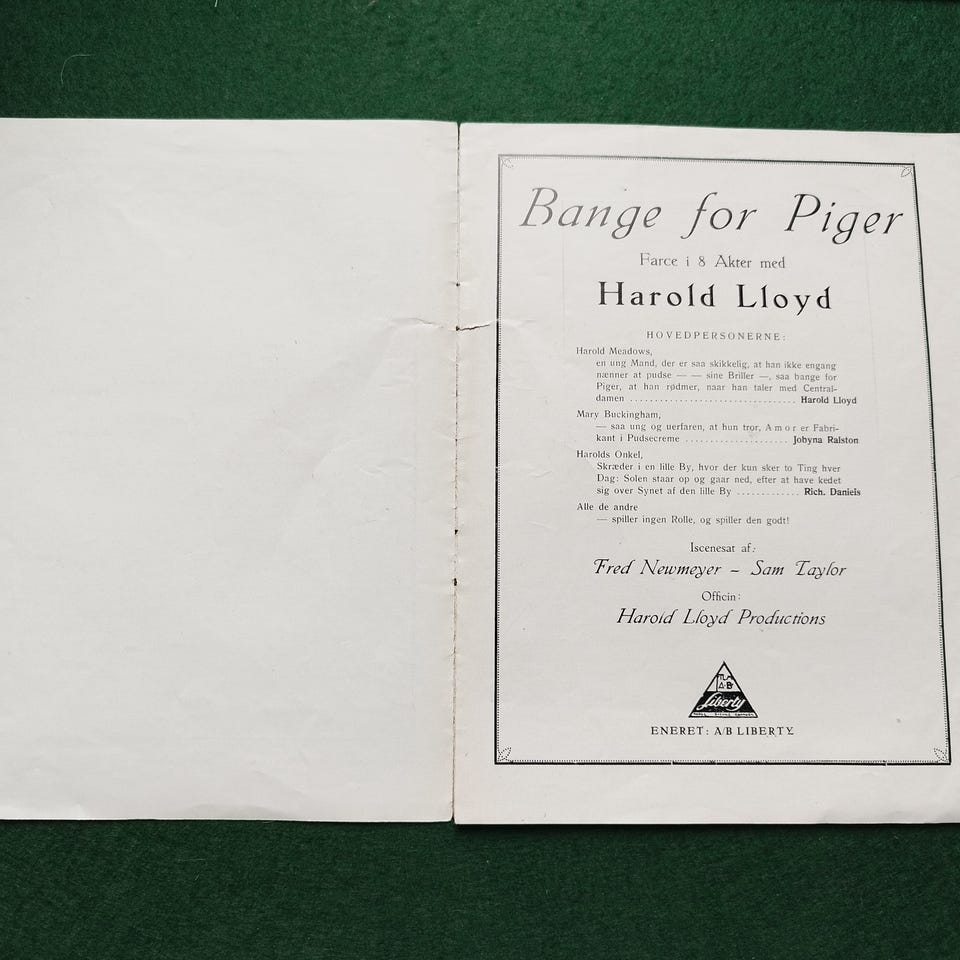 Bange for Piger
Farce i 8 Akter med
Harold Lloyd
HOVEDPERSONERNE:
Harold Meadows,
en ung Mand, der er saa skikkelig, at han ikke engang
nænner at pudse — — sine Briller —, saa bange for
Piger, at han rødmer, naar han taler med Central-
damen ................................. Harold Lloyd
Mary Buckingham,
— saa ung og uerfaren, at hun tror, Amor er Fabri-
kant i Pudsecreme ..................... Jobyna Ralston
Harolds Onkel,
Skræder i en lille By, hvor der kun sker to Ting hver
Dag: Solen staar op og gaar ned, efter at have kedet
sig over Synet af den lille By ............. Rich. Daniels
Alle de andre
— spiller ingen Rolle, og spiller den godt!
Iscenesat af:
Fred Newmeyer – Sam Taylor
Officin:
Harold Lloyd Productions
A-B
Liberty
ENERET: A/B LIBERTY.